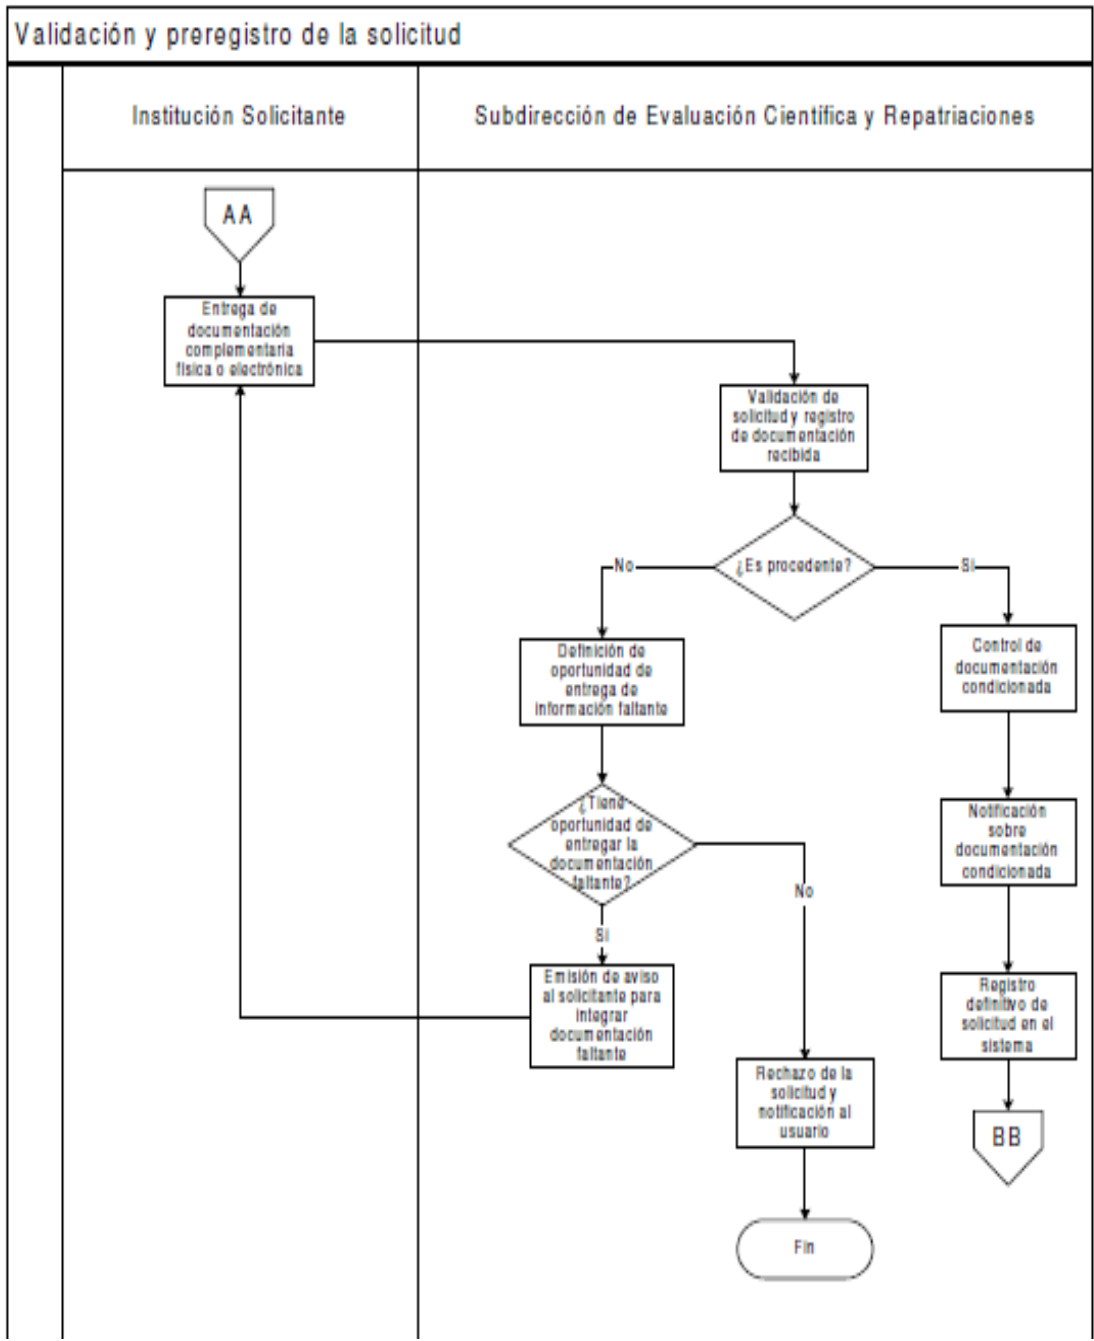 Validación y preregistro de la solicitud
Institución Solicitante
Subdirección de Evaluación Científica y Repatriaciones
AA
Entrega de
documentación
complementaria
física o electrónica
Validación de
solicitud y registro
de documentación
recibida
¿Es procedente?
No
Si
Definición de
oportunidad de
entrega de
información faltante
Control de
documentación
condicionada
¿Tiene
oportunidad de
entregar la
documentación
faltante?
No
Si
Notificación
sobre
documentación
condicionada
Emisión de aviso
al solicitante para
integrar
documentación
faltante
Registro
definitivo de
solicitud en el
sistema
Rechazo de la
solicitud y
notificación al
usuario
BB
Fin